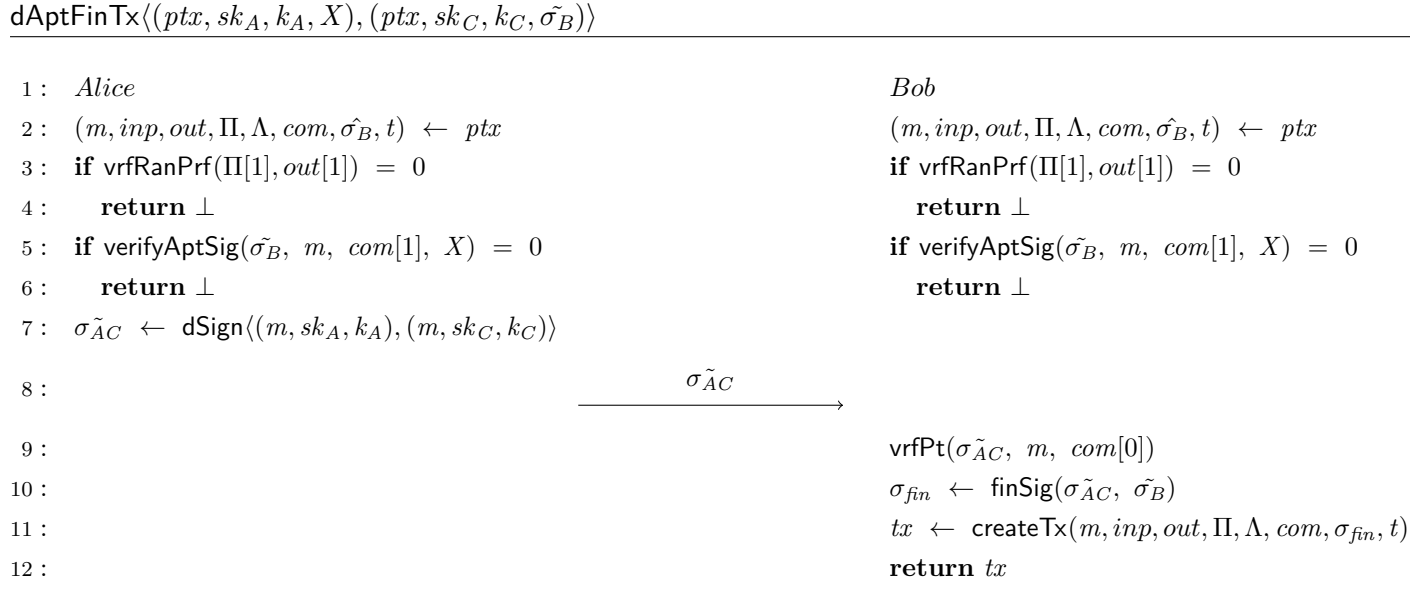 dAptFinTx⟨(ptx, sk_A, k_A, X), (ptx, sk_C, k_C, σ̃_B)⟩
1 : Alice Bob
2 : (m, inp, out, Π, Λ, com, σ̂_B, t) ← ptx (m, inp, out, Π, Λ, com, σ̂_B, t) ← ptx
3 : if vrfRanPrf(Π[1], out[1]) = 0 if vrfRanPrf(Π[1], out[1]) = 0
4 : return ⊥ return ⊥
5 : if verifyAptSig(σ̃_B, m, com[1], X) = 0 if verifyAptSig(σ̃_B, m, com[1], X) = 0
6 : return ⊥ return ⊥
7 : σ̃_AC ← dSign⟨(m, sk_A, k_A), (m, sk_C, k_C)⟩
8 : σ̃_AC
9 : vrfPt(σ̃_AC, m, com[0])
10 : σ_fin ← finSig(σ̃_AC, σ̃_B)
11 : tx ← createTx(m, inp, out, Π, Λ, com, σ_fin, t)
12 : return tx